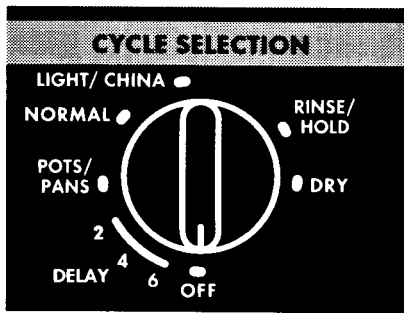 CYCLE SELECTION
LIGHT/ CHINA
NORMAL
RINSE/
HOLD
POTS/
PANS
DRY
2
4
DELAY
6
OFF